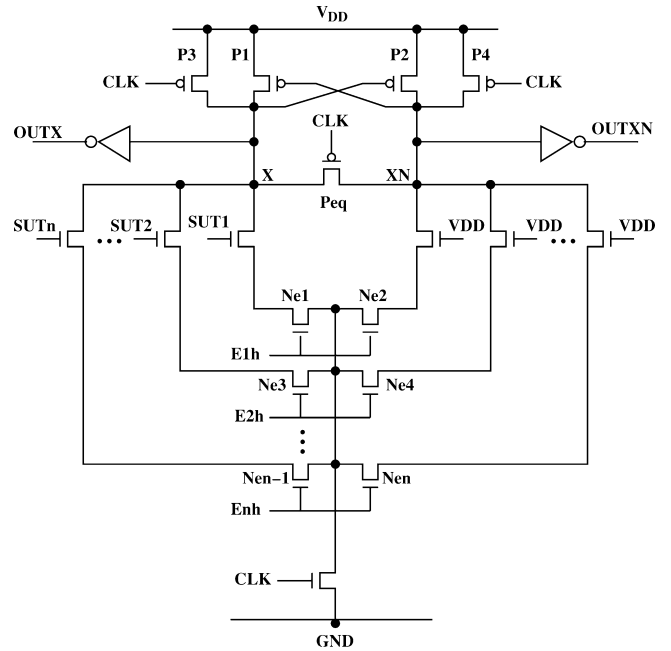 VDD
P3 P1 P2 P4
CLK CLK
CLK
OUTX OUTXN
X XN
Peq
SUTn SUT2 SUT1 VDD VDD VDD
Ne1 Ne2
E1h
Ne3 Ne4
E2h
Nen-1 Nen
Enh
CLK
GND